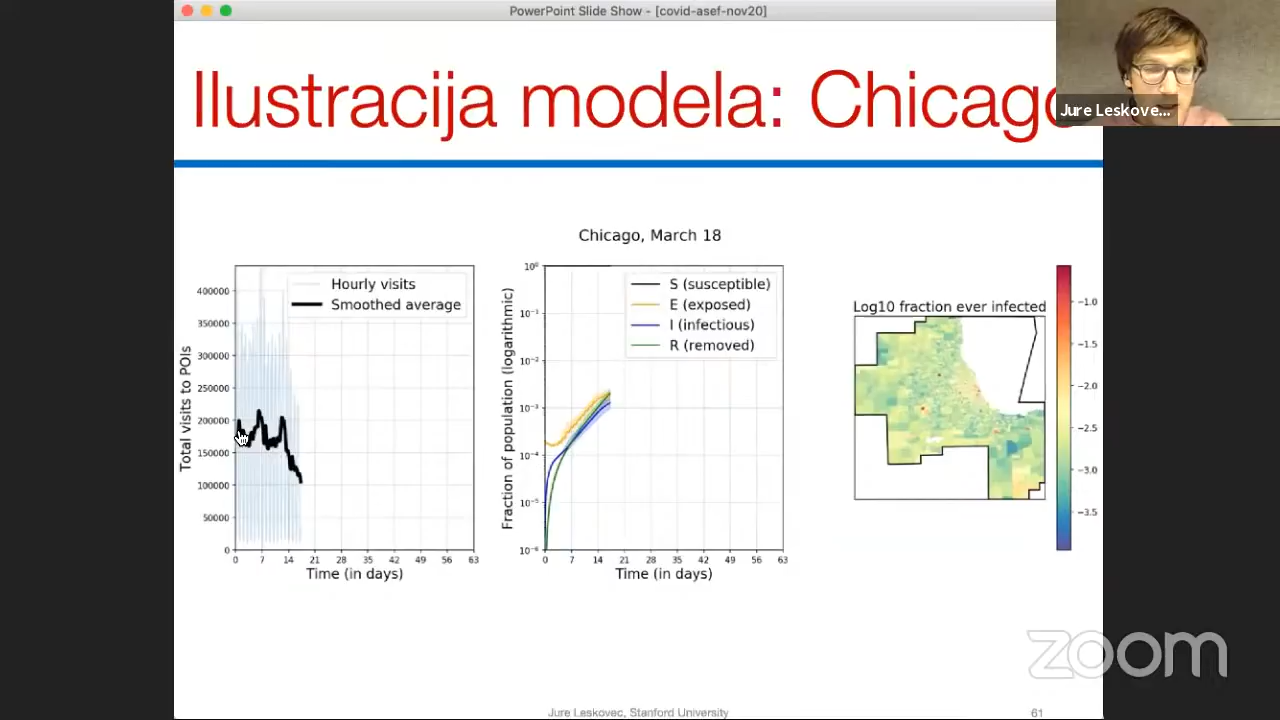 PowerPoint Slide Show - [covid-asef-nov20]
Ilustracija modela: Chicago
Jure Leskove...
Chicago, March 18
Hourly visits
Smoothed average
400000
350000
300000
250000
200000
150000
100000
50000
0
Total visits to POIs
0 7 14 21 28 35 42 49 56 63
Time (in days)
S (susceptible)
E (exposed)
I (infectious)
R (removed)
10⁰
10⁻¹
10⁻²
10⁻³
10⁻⁴
10⁻⁵
10⁻⁶
Fraction of population (logarithmic)
0 7 14 21 28 35 42 49 56 63
Time (in days)
Log10 fraction ever infected
−1.0
−1.5
−2.0
−2.5
−3.0
−3.5
zoom
Jure Leskovec, Stanford University
61